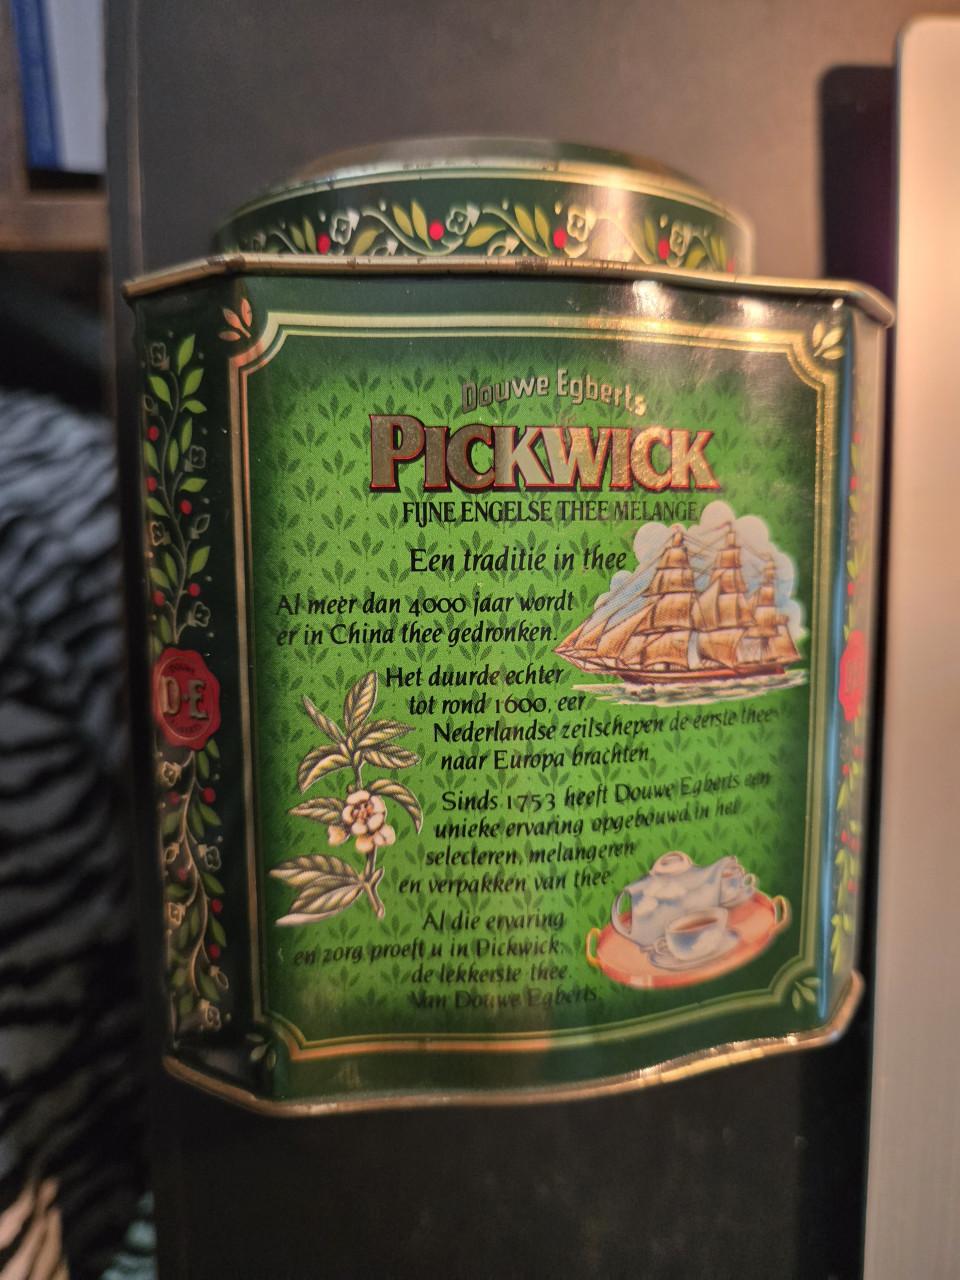 Douwe Egberts
PICKWICK
FIJNE ENGELSE THEE MELANGE
Een traditie in thee
Al meer dan 4000 jaar wordt
er in China thee gedronken.
Het duurde echter
tot rond 1600, eer
Nederlandse zeilschepen de eerste thee
naar Europa brachten.
Sinds 1753 heeft Douwe Egberts een
unieke ervaring opgebouwd in het
selecteren, melangeren
en verpakken van thee.
Al die ervaring
en zorg proeft u in Pickwick:
de lekkerste thee.
Van Douwe Egberts.
DOUWE
D·E
EGBERTS